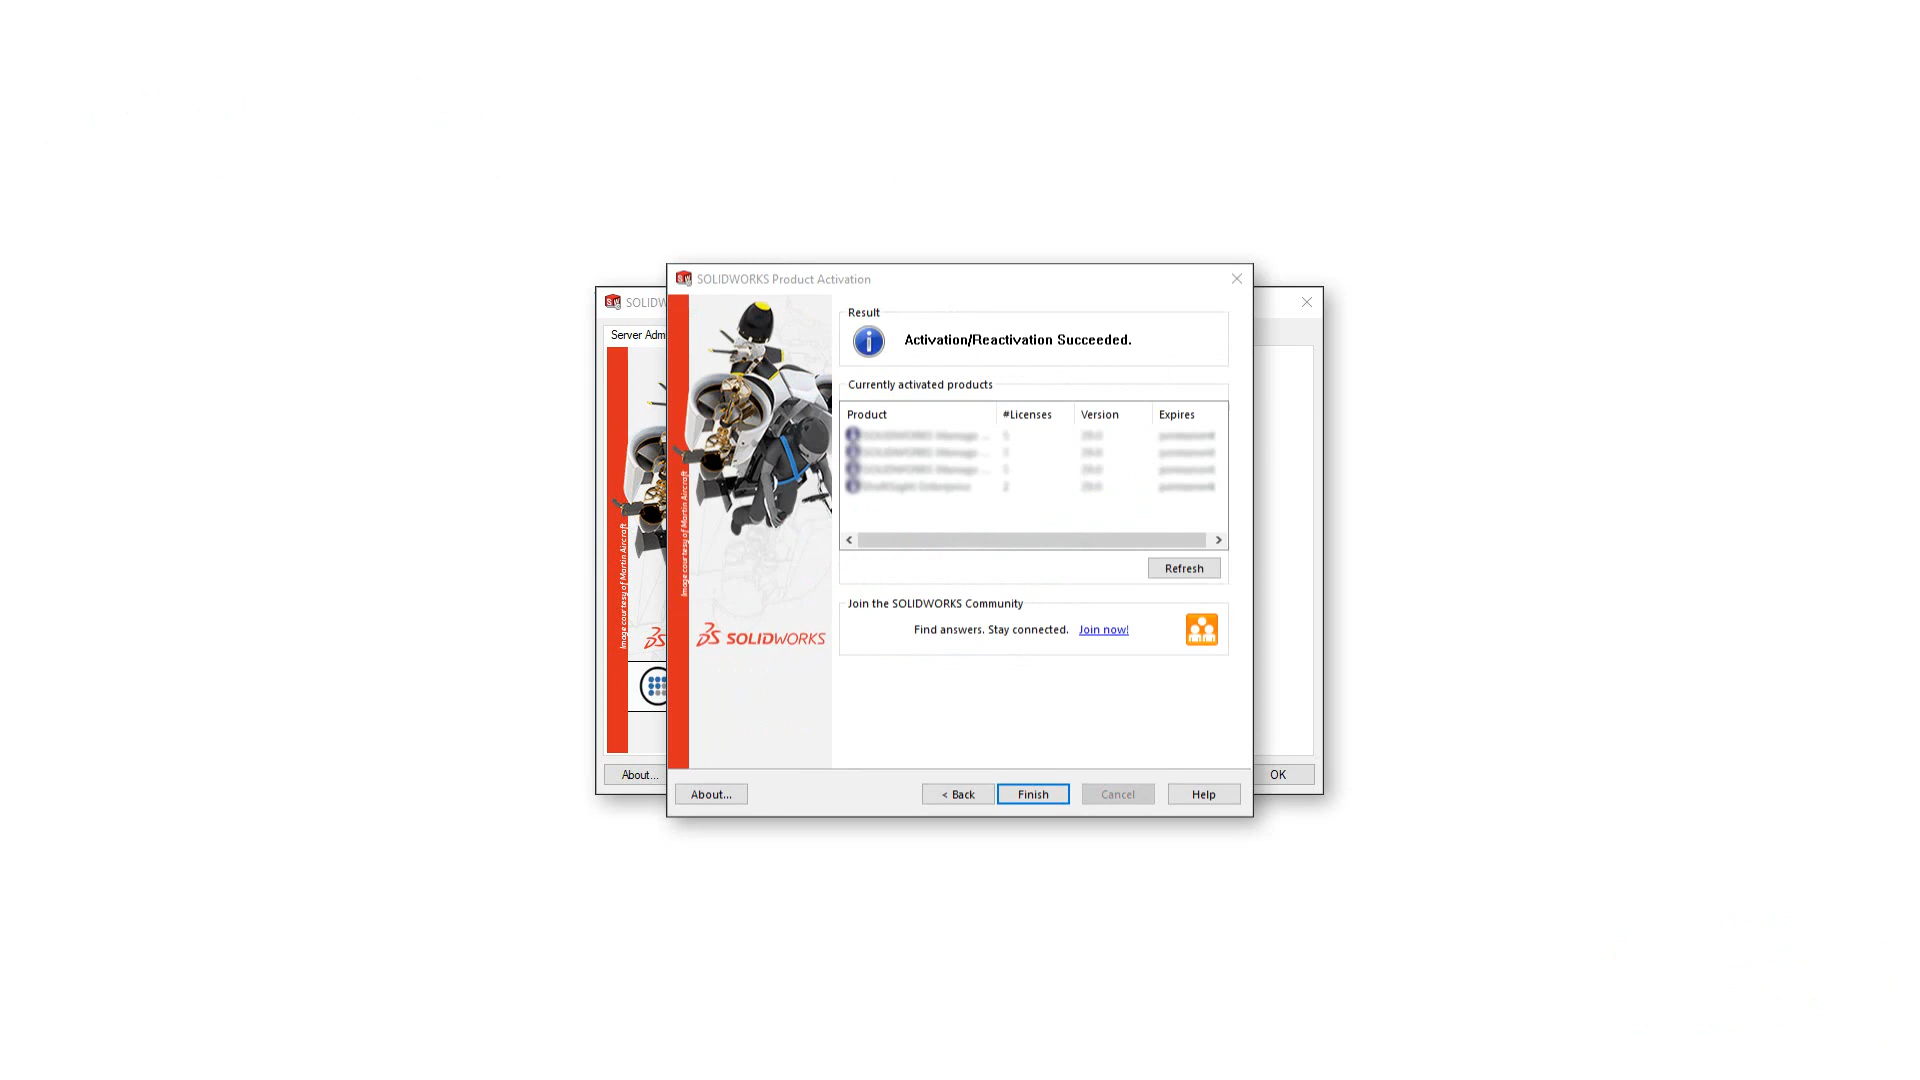 SOLIDWORKS Product Activation
SOLIDW
Server Adm
Image courtesy of Martin Aircraft
Image courtesy of Martin Aircraft
SOLIDWORKS
Result
Activation/Reactivation Succeeded.
Currently activated products
Product #Licenses Version Expires
Refresh
Join the SOLIDWORKS Community
Find answers. Stay connected. Join now!
About... < Back Finish Cancel Help
About... OK